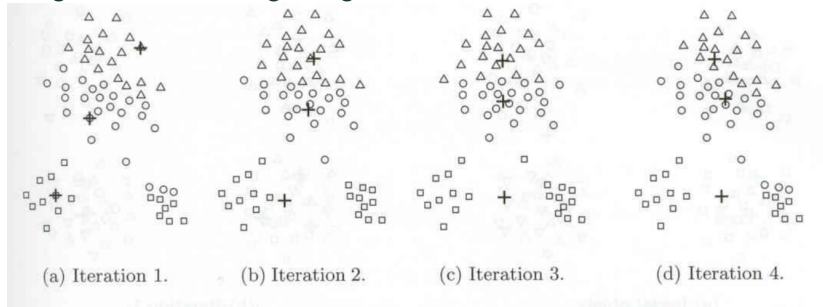 (a) Iteration 1.
(b) Iteration 2.
(c) Iteration 3.
(d) Iteration 4.